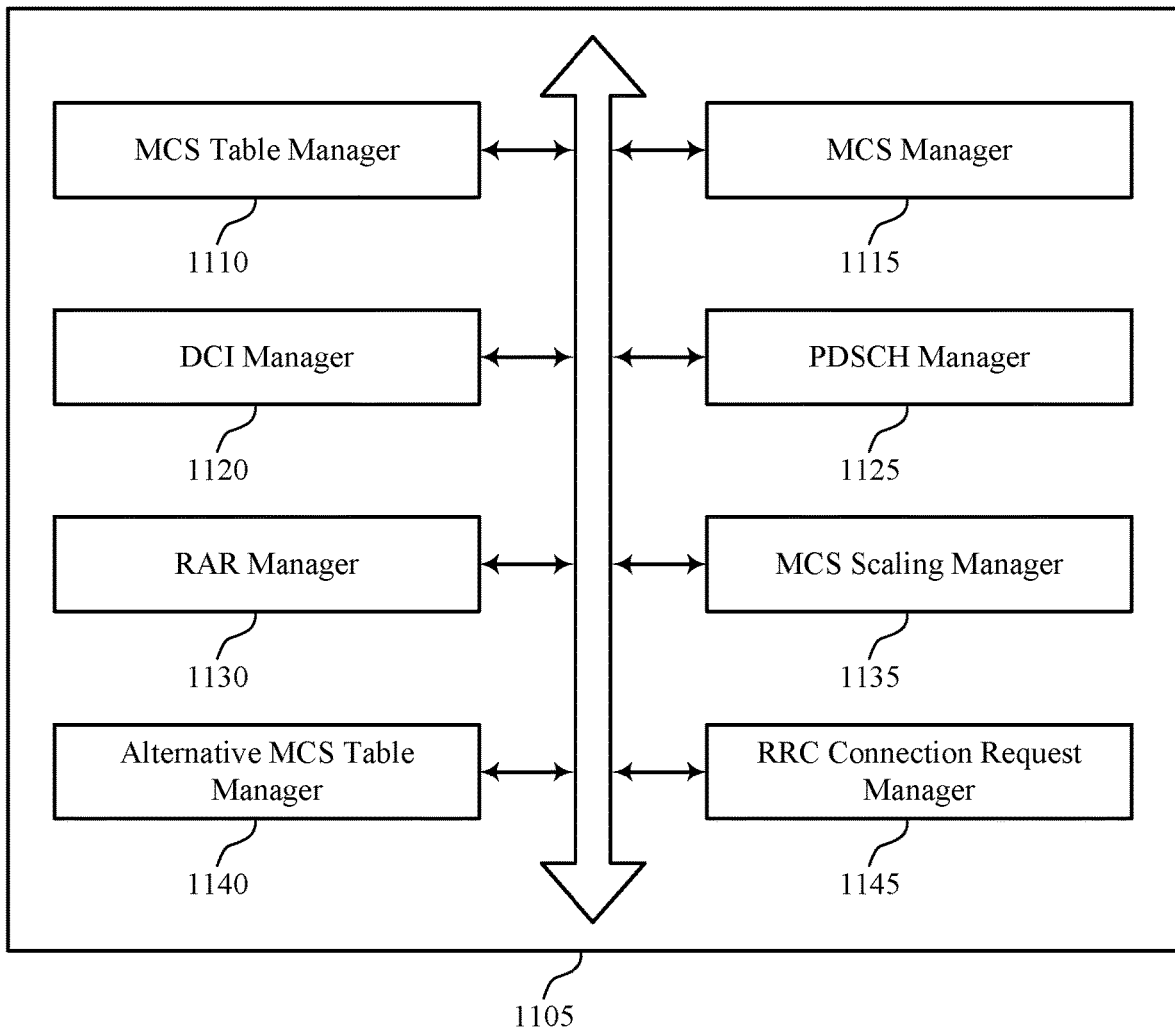 MCS Table Manager
MCS Manager
1110
1115
DCI Manager
PDSCH Manager
1120
1125
RAR Manager
MCS Scaling Manager
1130
1135
Alternative MCS Table
Manager
RRC Connection Request
Manager
1140
1145
1105